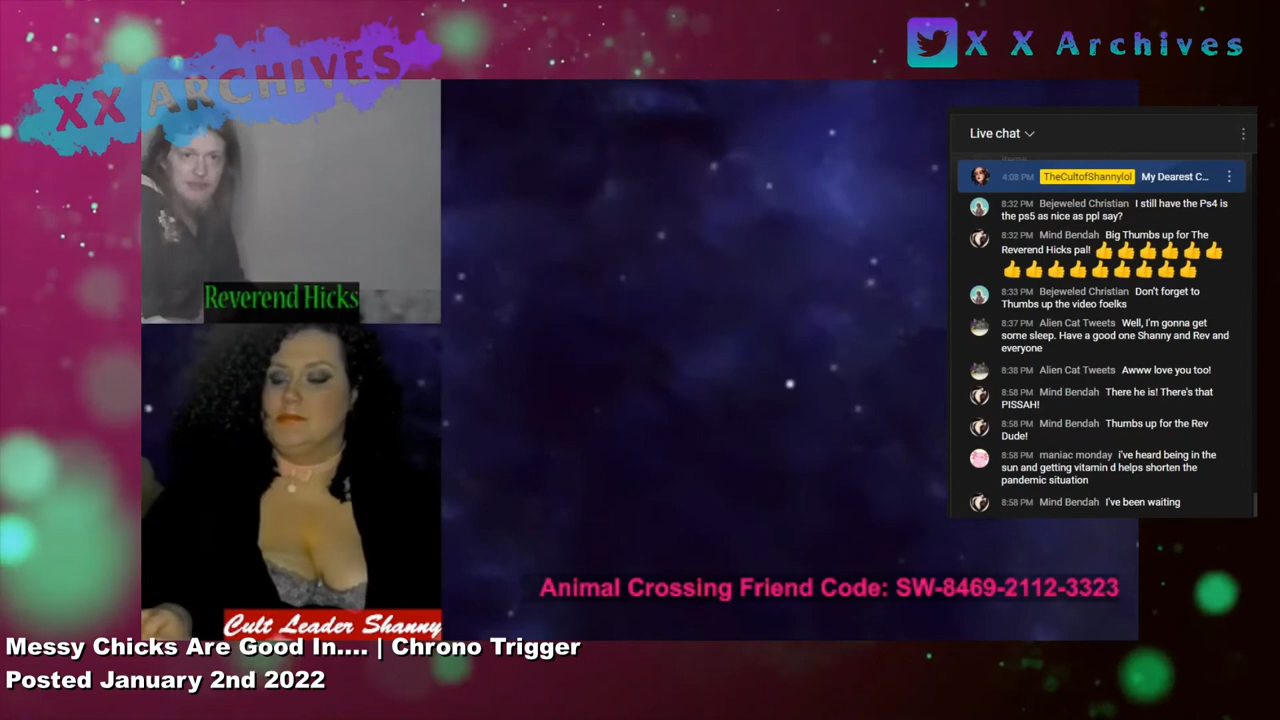 XX ARCHIVES
X X Archives
Live chat
4:08 PM TheCultofShannylol My Dearest C...
8:32 PM Bejeweled Christian I still have the Ps4 is
the ps5 as nice as ppl say?
8:32 PM Mind Bendah Big Thumbs up for The
Reverend Hicks pal! 👍👍👍👍👍👍
👍👍👍👍👍👍👍👍👍
8:33 PM Bejeweled Christian Don't forget to
Thumbs up the video foelks
8:37 PM Alien Cat Tweets Well, I'm gonna get
some sleep. Have a good one Shanny and Rev and
everyone
8:38 PM Alien Cat Tweets Awww love you too!
8:58 PM Mind Bendah There he is! There's that
PISSAH!
8:58 PM Mind Bendah Thumbs up for the Rev
Dude!
8:58 PM maniac monday i've heard being in the
sun and getting vitamin d helps shorten the
pandemic situation
8:58 PM Mind Bendah I've been waiting
Reverend Hicks
Animal Crossing Friend Code: SW-8469-2112-3323
Cult Leader Shanny
Messy Chicks Are Good In.... | Chrono Trigger
Posted January 2nd 2022